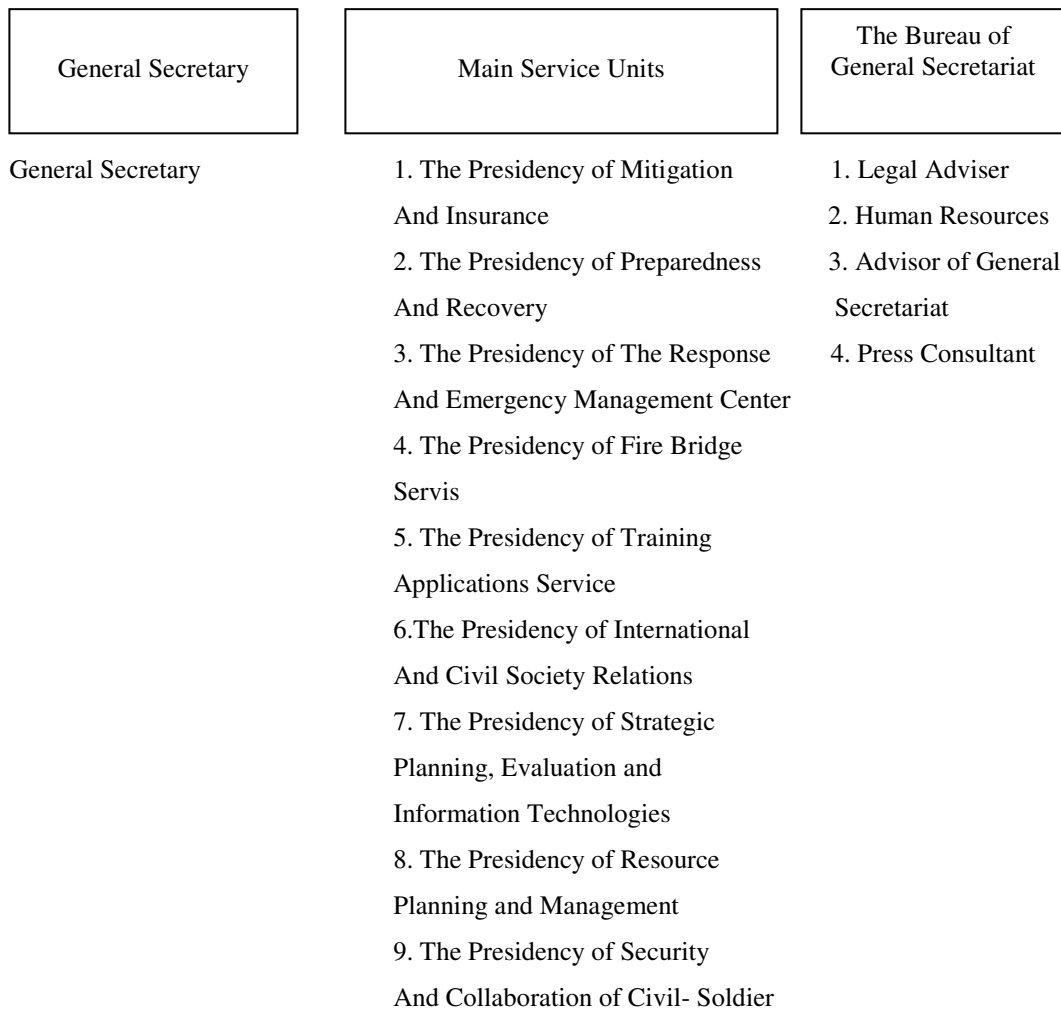 General Secretary
Main Service Units
The Bureau of
General Secretariat
General Secretary
1. The Presidency of Mitigation
And Insurance
2. The Presidency of Preparedness
And Recovery
3. The Presidency of The Response
And Emergency Management Center
4. The Presidency of Fire Bridge
Servis
5. The Presidency of Training
Applications Service
6.The Presidency of International
And Civil Society Relations
7. The Presidency of Strategic
Planning, Evaluation and
Information Technologies
8. The Presidency of Resource
Planning and Management
9. The Presidency of Security
And Collaboration of Civil- Soldier
1. Legal Adviser
2. Human Resources
3. Advisor of General
Secretariat
4. Press Consultant